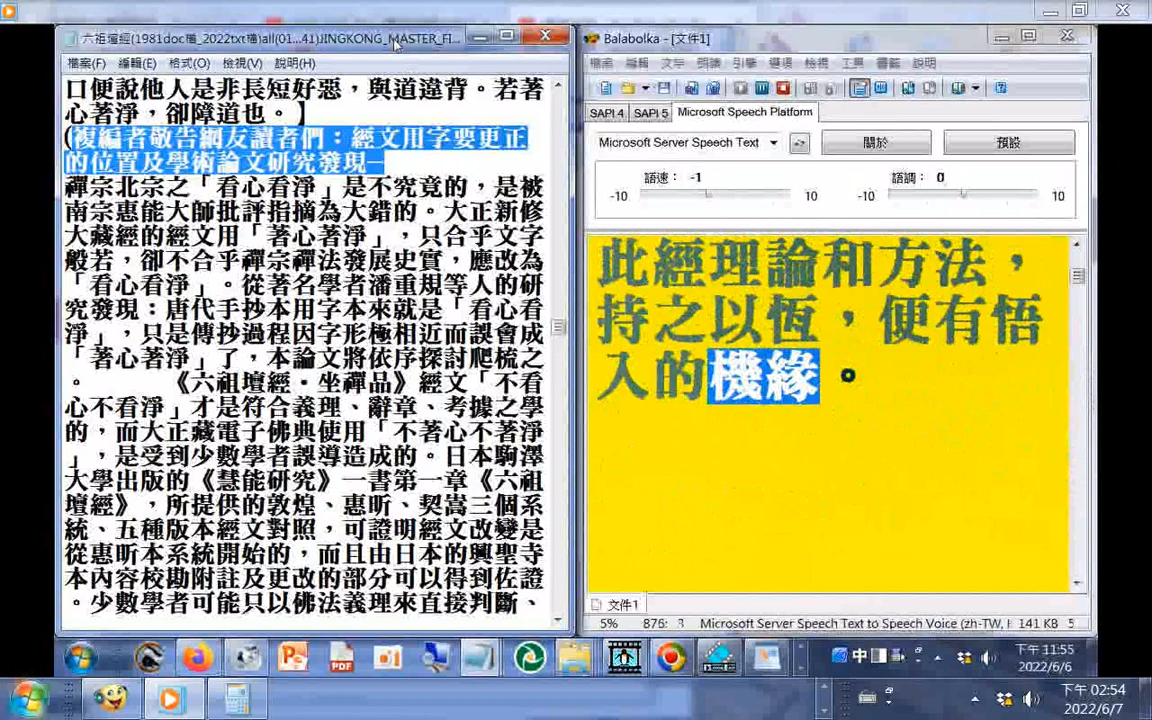 六祖壇經(1981doc檔_2022txt檔)all(01...41)JINGKONG_MASTER_FI...
檔案(F) 編輯(E) 格式(O) 檢視(V) 說明(H)
口便說他人是非長短好惡，與道違背。若著
心著淨，卻障道也。】
(複編者敬告網友讀者們：經文用字要更正
的位置及學術論文研究發現─
禪宗北宗之「看心看淨」是不究竟的，是被
南宗惠能大師批評指摘為大錯的。大正新修
大藏經的經文用「著心著淨」，只合乎文字
般若，卻不合乎禪宗禪法發展史實，應改為
「看心看淨」。從著名學者潘重規等人的研
究發現：唐代手抄本用字本來就是「看心看
淨」，只是傳抄過程因字形極相近而誤會成
「著心著淨」了，本論文將依序探討爬梳之
。　　　　《六祖壇經・坐禪品》經文「不看
心不看淨」才是符合義理、辭章、考據之學
的，而大正藏電子佛典使用「不著心不著淨
」，是受到少數學者誤導造成的。日本駒澤
大學出版的《慧能研究》一書第一章《六祖
壇經》，所提供的敦煌、惠昕、契嵩三個系
統、五種版本經文對照，可證明經文改變是
從惠昕本系統開始的，而且由日本的興聖寺
本內容校勘附註及更改的部分可以得到佐證
。少數學者可能只以佛法義理來直接判斷、
Balabolka - [文件1]
檔案 編輯 文字 朗讀 引擎 選項 檢視 工具 書籤 說明
SAPI 4 SAPI 5 Microsoft Speech Platform
Microsoft Server Speech Text 關於 預設
語速： -1 語調： 0
-10 10 -10 10
此經理論和方法，
持之以恆，便有悟
入的機緣。
文件1
5% 876: 3 Microsoft Server Speech Text to Speech Voice (zh-TW, H 141 KB 5
中 下午 11:55
2022/6/6
下午 02:54
2022/6/7